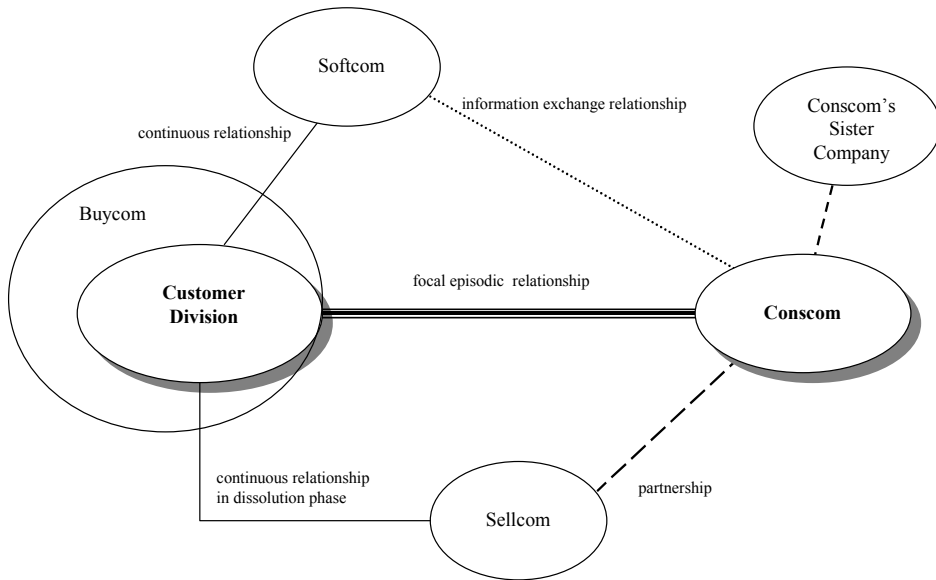 Softcom
information exchange relationship
Conscom's
Sister
Company
continuous relationship
Buycom
Customer
Division
focal episodic relationship
Conscom
continuous relationship
in dissolution phase
partnership
Sellcom